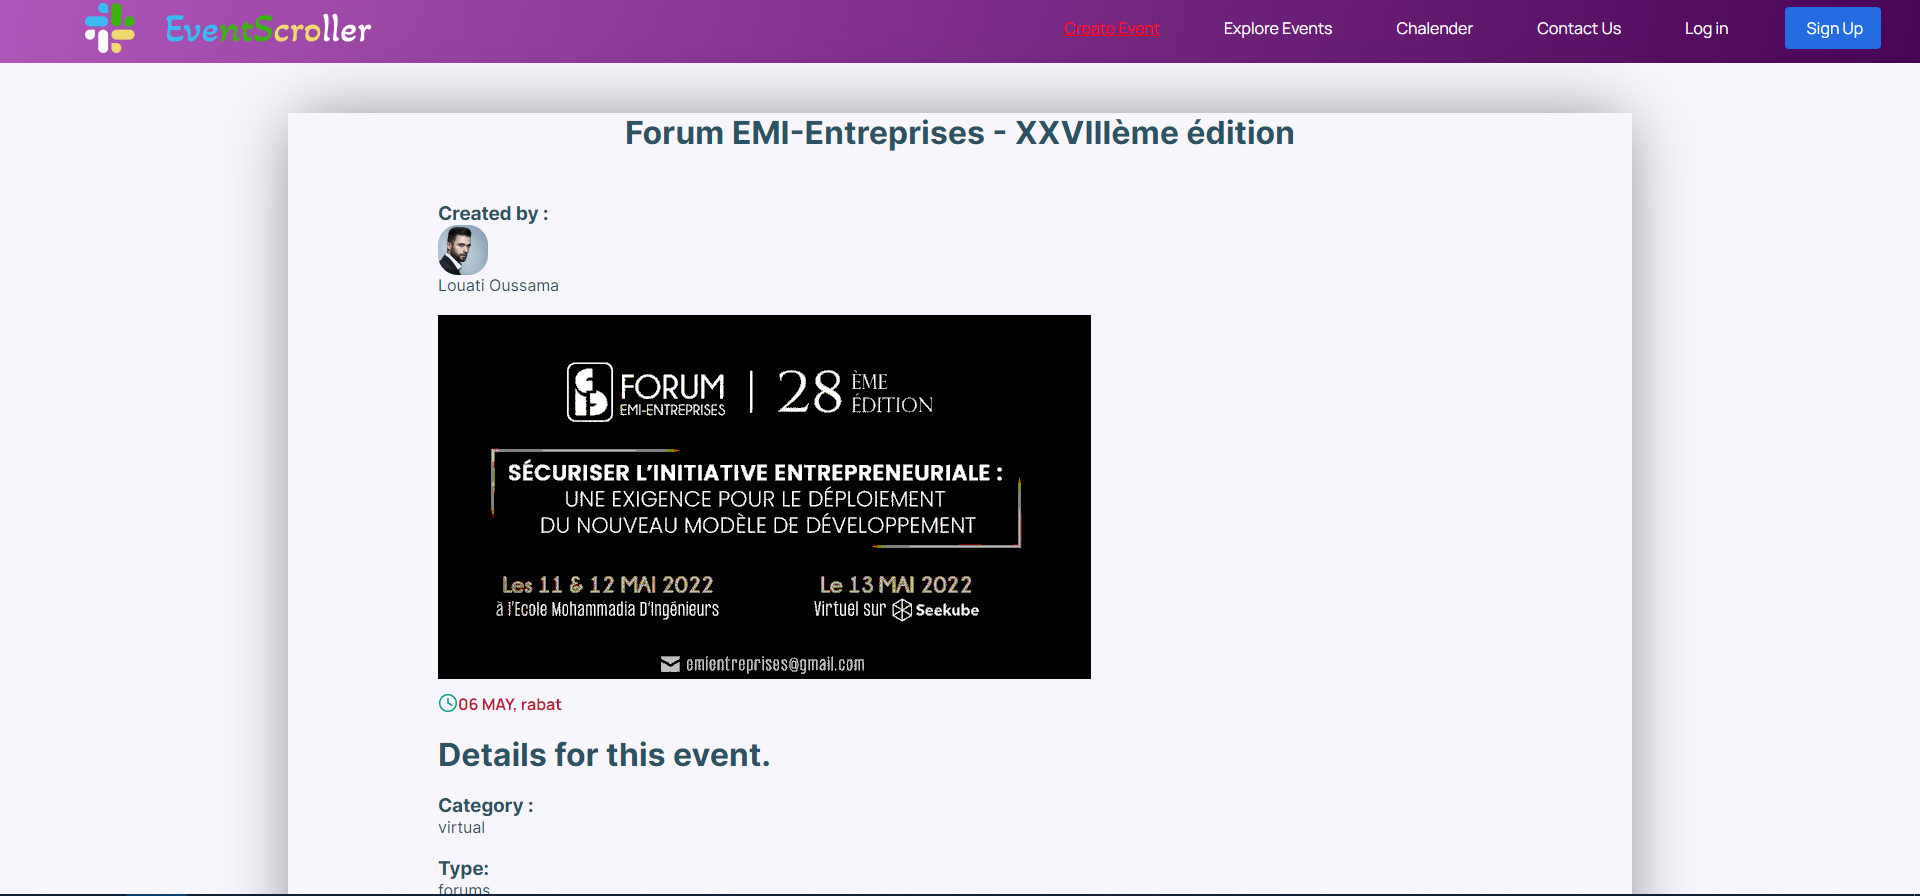 EventScroller
Create Event
Explore Events
Chalender
Contact Us
Log in
Sign Up
Forum EMI-Entreprises - XXVIIIème édition
Created by :
Louati Oussama
FORUM
EMI-ENTREPRISES
28 ÈME
ÉDITION
SÉCURISER L'INITIATIVE ENTREPRENEURIALE :
UNE EXIGENCE POUR LE DÉPLOIEMENT
DU NOUVEAU MODÈLE DE DÉVELOPPEMENT
Les 11 & 12 MAI 2022
à l'Ecole Mohammadia D'Ingénieurs
Le 13 MAI 2022
Virtuel sur Seekube
emientreprises@gmail.com
06 MAY, rabat
Details for this event.
Category :
virtual
Type:
forums